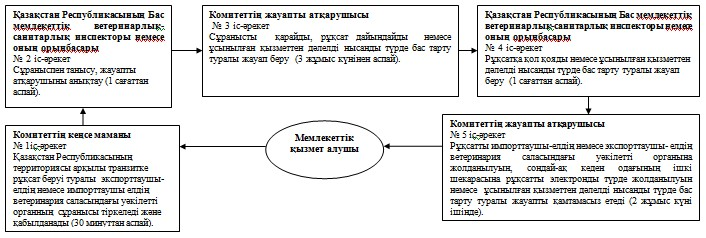 Қазақстан Республикасының Бас
мемлекеттік ветеринарлық-
санитарлық инспекторы немесе
оның орынбасары
№ 2 іс-әрекет
Сұраныспен танысу, жауапты
атқарушыны анықтау (1 сағаттан
аспай).
Комитеттің жауапты атқарушысы
№ 3 іс-әрекет
Сұранысты қарайды, рұқсат дайындайды немесе
ұсынылған қызметтен дәлелді нысанды түрде бас тарту
туралы жауап беру (3 жұмыс күнінен аспай).
Қазақстан Республикасының Бас мемлекеттік
ветеринарлық-санитарлық инспекторы немесе
оның орынбасары
№ 4 іс-әрекет
Рұқсатқа қол қояды немесе ұсынылған қызметтен
дәлелді нысанды түрде бас тарту туралы жауап
беру (1 сағаттан аспай).
Комитеттің кеңсе маманы
№ 1іс-әрекет
Қазақстан Республикасының
территориясы арқылы транзитке
рұқсат беруі туралы экспорттаушы-
елдің немесе импорттаушы елдің
ветеринария саласындағы уәкілетті
органның сұранысы тіркеледі және
қабылданады (30 минуттан аспай).
Мемлекеттік
қызмет алушы
Комитеттің жауапты атқарушысы
№ 5 іс-әрекет
Рұқсатты импорттаушы-елдің немесе экспорттаушы- елдің
ветеринария саласындағы уәкілетті органына
жолданылуын, сондай-ақ кеден одағының ішкі
шекарасына рұқсатты электронды түрде жолданылуын
немесе ұсынылған қызметтен дәлелді нысанды түрде бас
тарту туралы жауапты қамтамасыз етеді (2 жұмыс күні
ішінде).